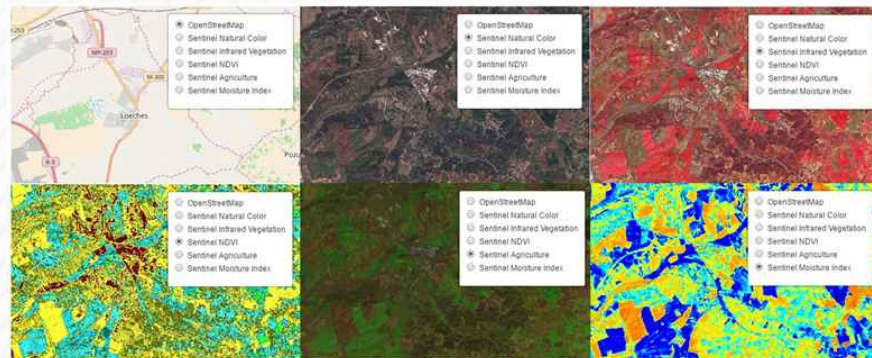 MP-203
M-300
Loeches
R-3
Pozu
OpenStreetMap
Sentinel Natural Color
Sentinel Infrared Vegetation
Sentinel NDVI
Sentinel Agriculture
Sentinel Moisture Index
OpenStreetMap
Sentinel Natural Color
Sentinel Infrared Vegetation
Sentinel NDVI
Sentinel Agriculture
Sentinel Moisture Index
OpenStreetMap
Sentinel Natural Color
Sentinel Infrared Vegetation
Sentinel NDVI
Sentinel Agriculture
Sentinel Moisture Index
OpenStreetMap
Sentinel Natural Color
Sentinel Infrared Vegetation
Sentinel NDVI
Sentinel Agriculture
Sentinel Moisture Index
OpenStreetMap
Sentinel Natural Color
Sentinel Infrared Vegetation
Sentinel NDVI
Sentinel Agriculture
Sentinel Moisture Index
OpenStreetMap
Sentinel Natural Color
Sentinel Infrared Vegetation
Sentinel NDVI
Sentinel Agriculture
Sentinel Moisture Index